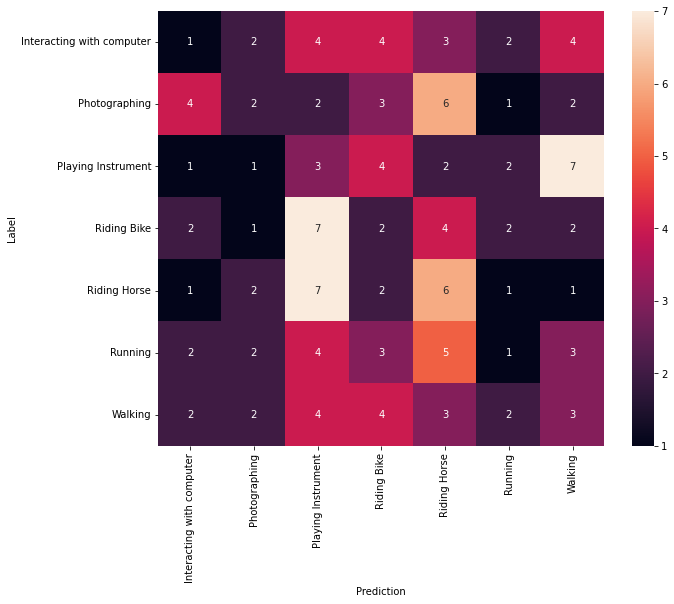 Interacting with computer 1 2 4 4 3 2 4
Photographing 4 2 2 3 6 1 2
Playing Instrument 1 1 3 4 2 2 7
Riding Bike 2 1 7 2 4 2 2
Riding Horse 1 2 7 2 6 1 1
Running 2 2 4 3 5 1 3
Walking 2 2 4 4 3 2 3
Label
Interacting with computer
Photographing
Playing Instrument
Riding Bike
Riding Horse
Running
Walking
Prediction
7
6
5
4
3
2
1